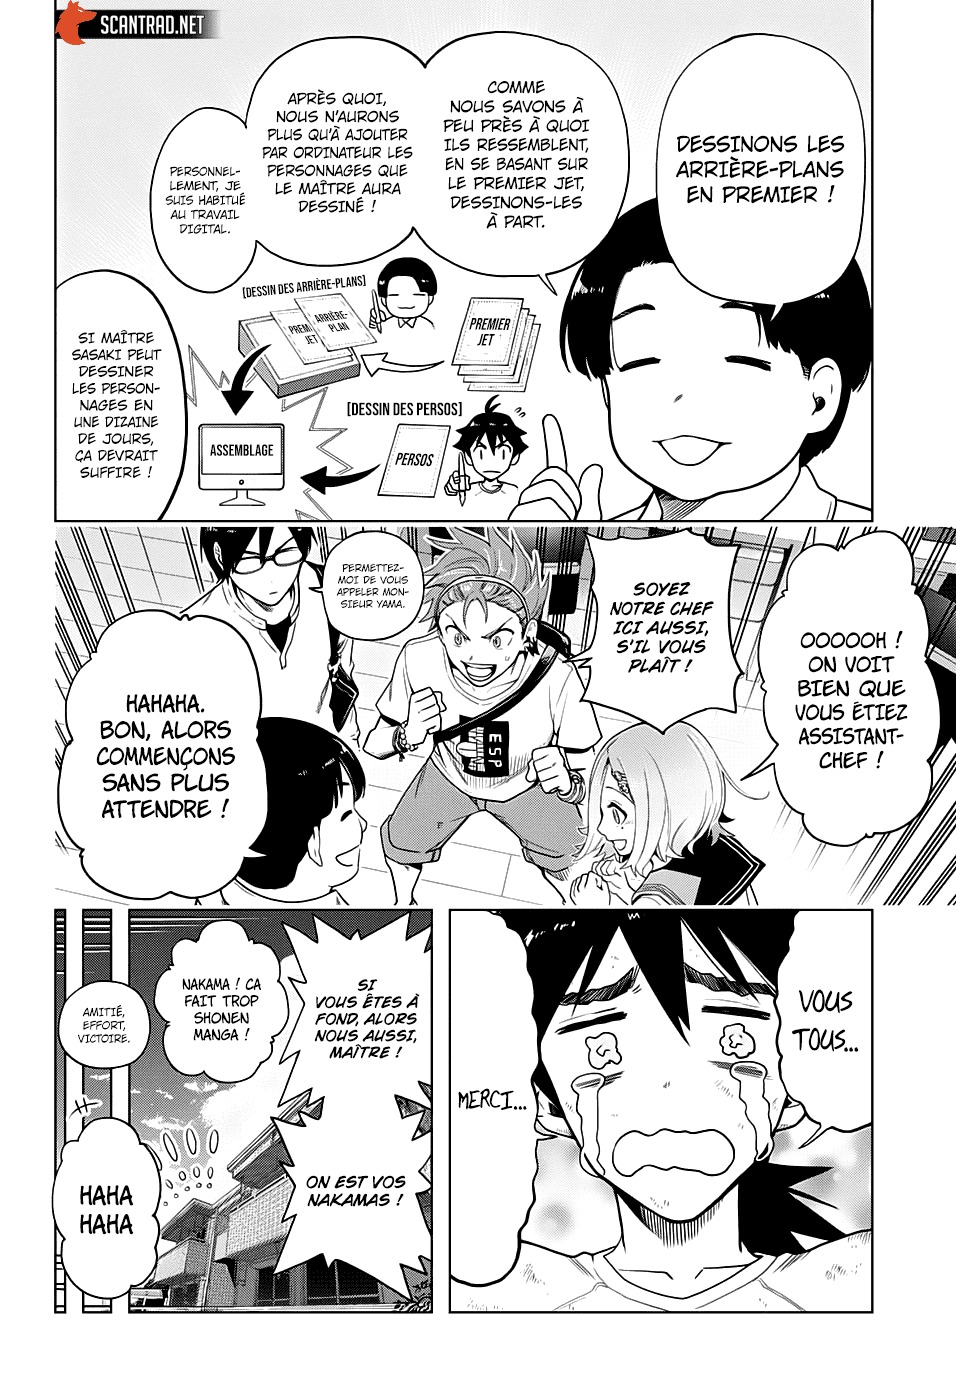 SCANTRAD.NET
DESSINONS LES
ARRIÈRE-PLANS
EN PREMIER !
COMME
NOUS SAVONS À
PEU PRÈS À QUOI
ILS RESSEMBLENT,
EN SE BASANT SUR
LE PREMIER JET,
DESSINONS-LES
À PART.
APRÈS QUOI,
NOUS N'AURONS
PLUS QU'À AJOUTER
PAR ORDINATEUR LES
PERSONNAGES QUE
LE MAÎTRE AURA
DESSINÉ !
PERSONNEL-
LEMENT, JE
SUIS HABITUÉ
AU TRAVAIL
DIGITAL.
[DESSIN DES ARRIÈRE-PLANS]
PREMI
JET
ARRIÈRE-
PLAN
PREMIER
JET
[DESSIN DES PERSOS]
PERSOS
ASSEMBLAGE
SI MAÎTRE
SASAKI PEUT
DESSINER
LES PERSON-
NAGES EN
UNE DIZAINE
DE JOURS,
ÇA DEVRAIT
SUFFIRE !
OOOOOH !
ON VOIT
BIEN QUE
VOUS ÉTIEZ
ASSISTANT-
CHEF !
SOYEZ
NOTRE CHEF
ICI AUSSI,
S'IL VOUS
PLAÎT !
PERMETTEZ-
MOI DE VOUS
APPELER MON-
SIEUR YAMA.
ESP
HAHAHA.
BON, ALORS
COMMENÇONS
SANS PLUS
ATTENDRE !
VOUS
TOUS...
MERCI...
SI
VOUS ÊTES À
FOND, ALORS
NOUS AUSSI,
MAÎTRE !
ON EST VOS
NAKAMAS !
NAKAMA ! CA
FAIT TROP
SHONEN
MANGA !
AMITIÉ,
EFFORT,
VICTOIRE.
HAHA
HAHA